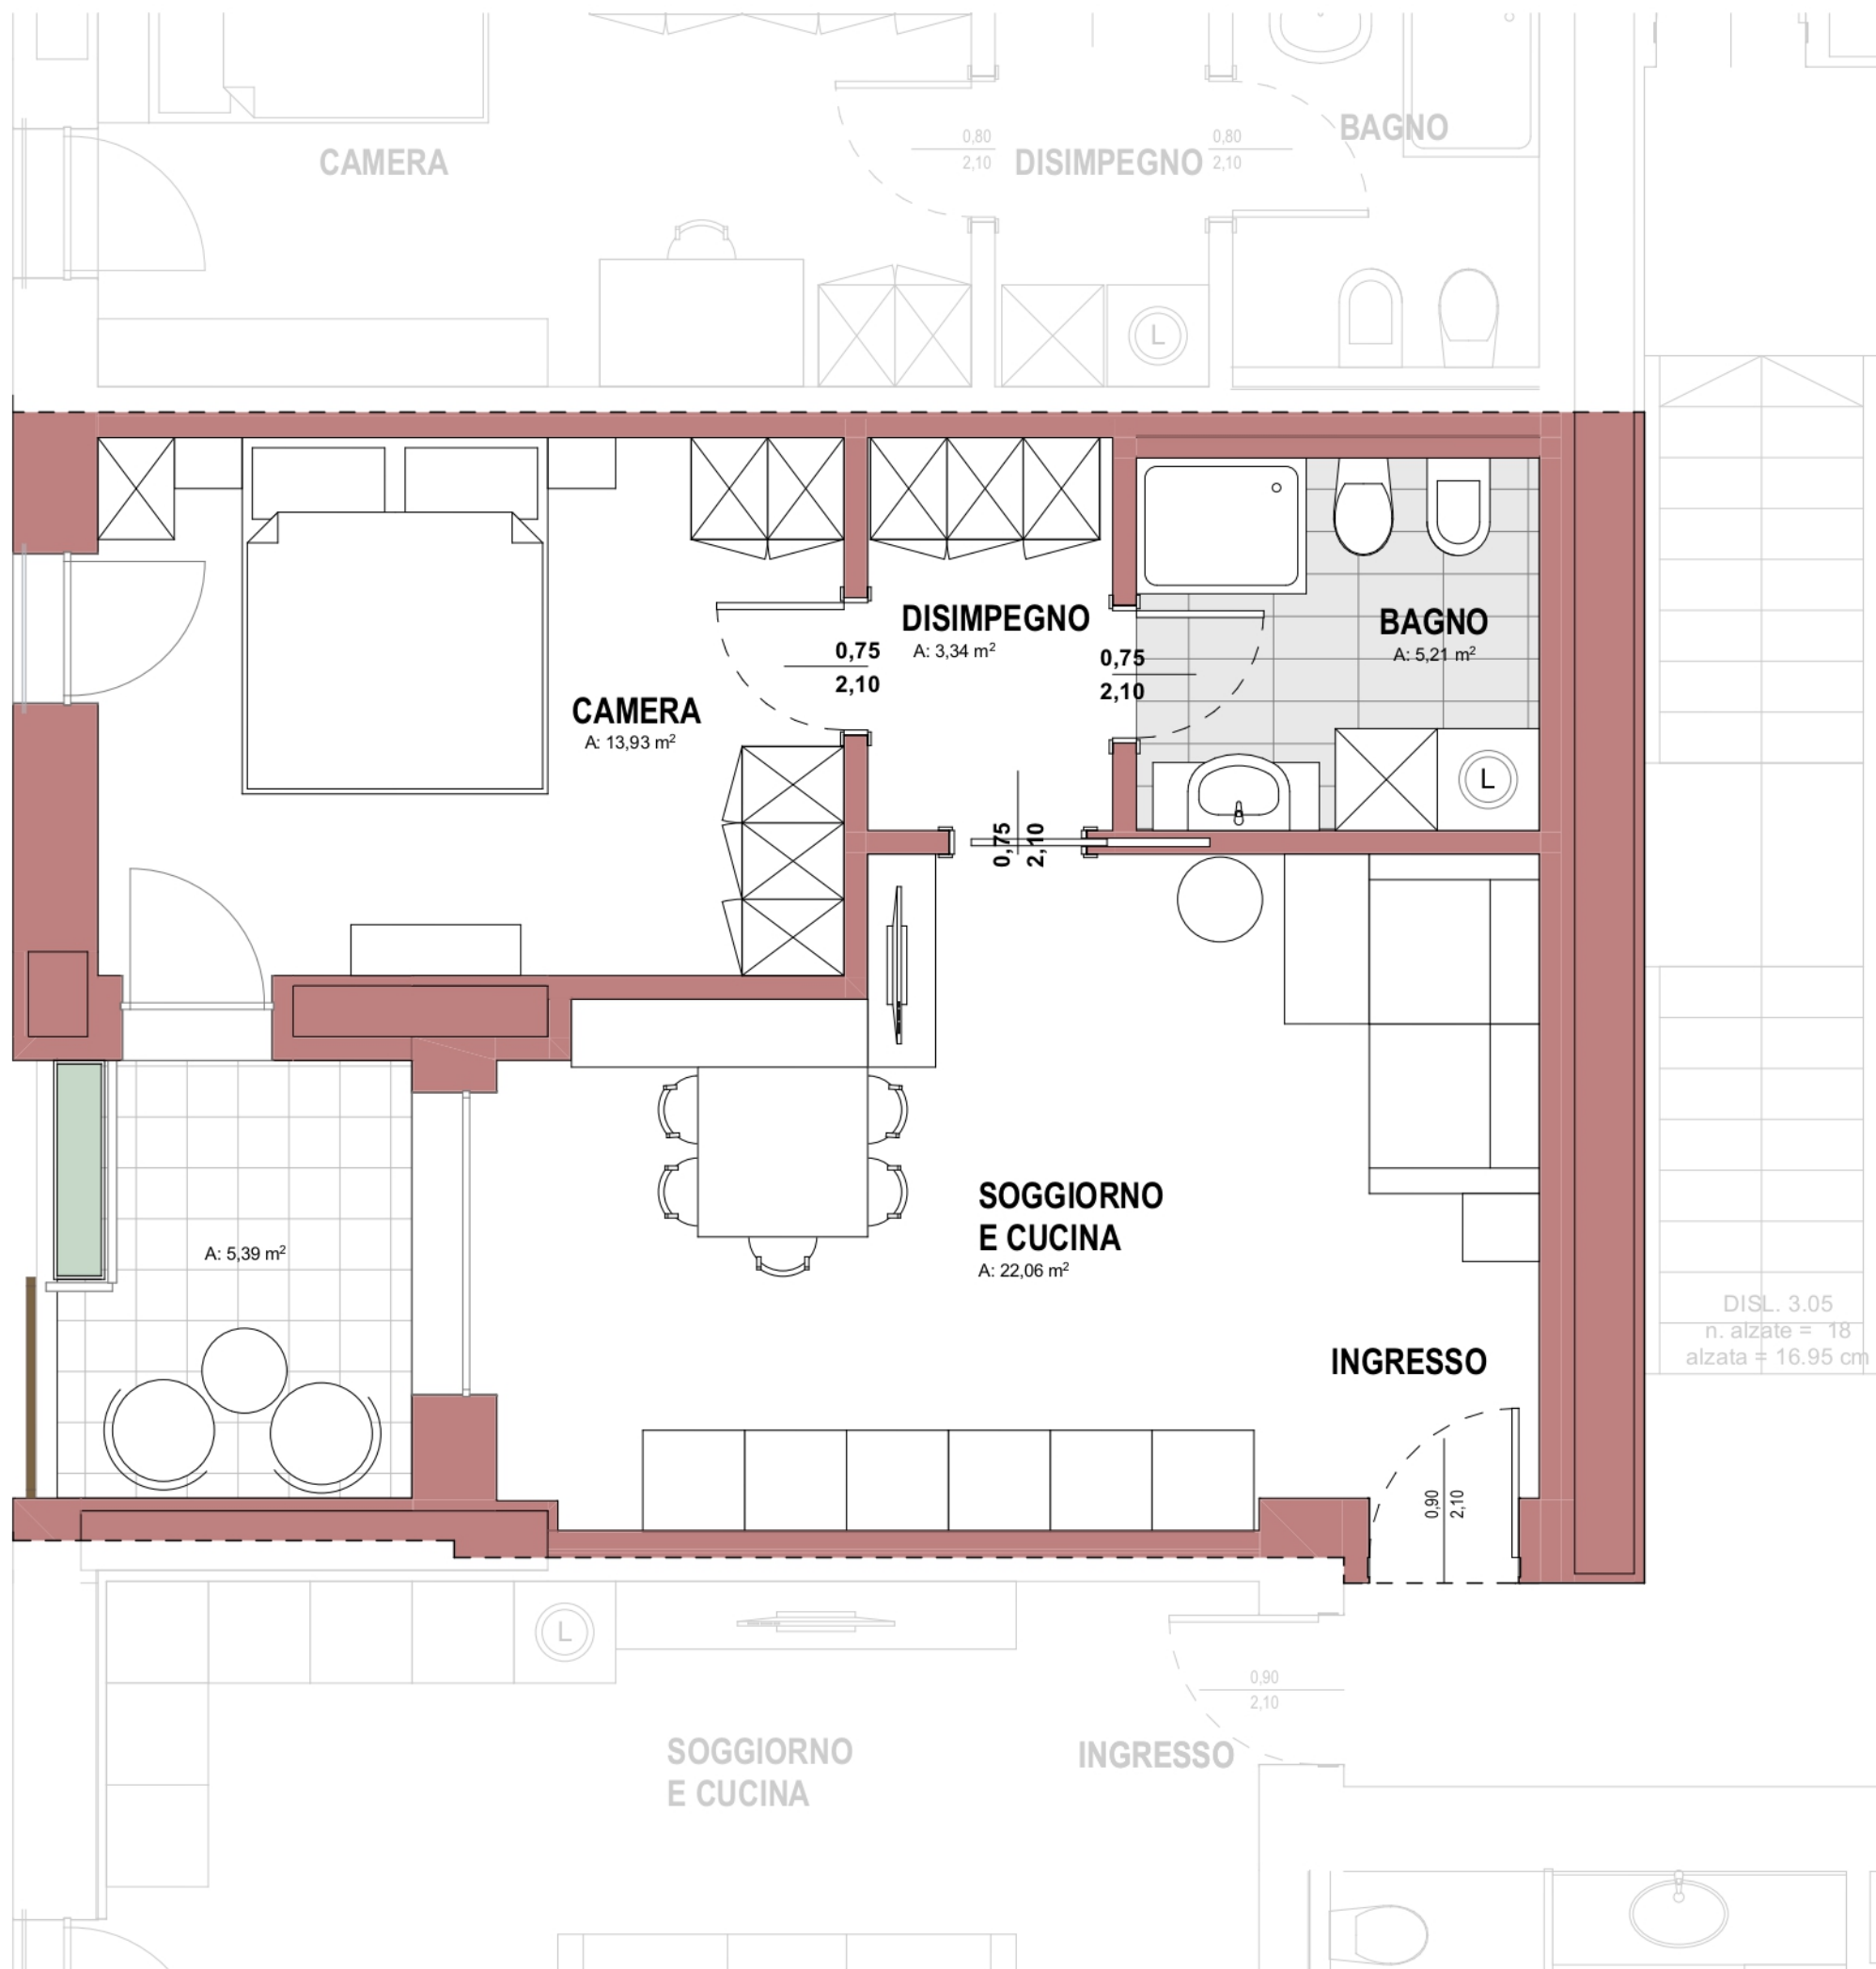 BAGNO
CAMERA
0,80
2,10
DISIMPEGNO
0,80
2,10
L
DISIMPEGNO
A: 3,34 m²
BAGNO
A: 5,21 m²
0,75
2,10
0,75
2,10
CAMERA
A: 13,93 m²
L
0,75
2,10
SOGGIORNO
E CUCINA
A: 22,06 m²
A: 5,39 m²
DISL. 3.05
n. alzate = 18
alzata = 16.95 cm
INGRESSO
0,90
2,10
L
0,90
2,10
SOGGIORNO
E CUCINA
INGRESSO